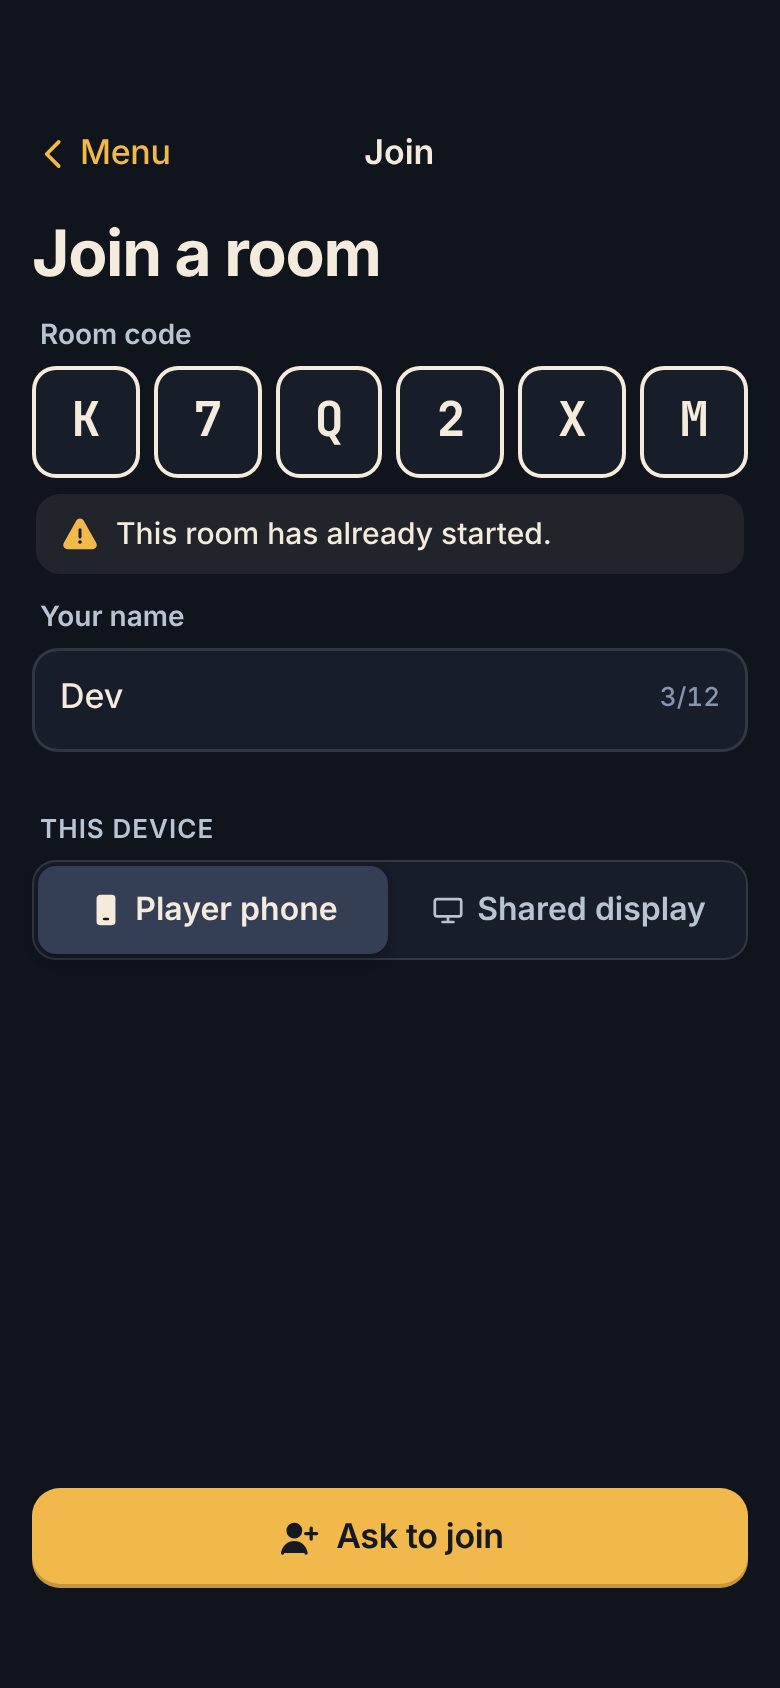 Menu
Join
Join a room
Room code
K 7 Q 2 X M
This room has already started.
Your name
Dev 3/12
THIS DEVICE
Player phone Shared display
Ask to join